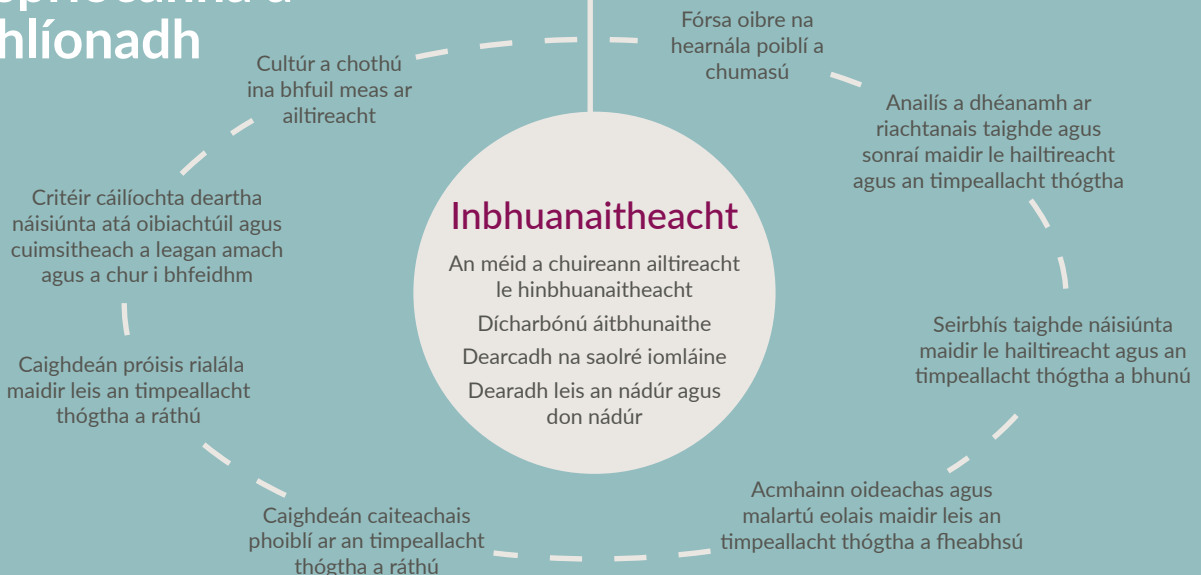 hlíonadh
Fórsa oibre na
hearnála poiblí a
chumasú
Cultúr a chothú
ina bhfuil meas ar
ailtireacht
Anailís a dhéanamh ar
riachtanais taighde agus
sonraí maidir le hailtireacht
agus an timpeallacht thógtha
Critéir cáilíochta deartha
náisiúnta atá oibiachtúil agus
cuimsitheach a leagan amach
agus a chur i bhfeidhm
Inbhuanaitheacht
An méid a chuireann ailtireacht
le hinbhuanaitheacht
Dícharbónú áitbhunaithe
Dearcadh na saolré iomláine
Dearadh leis an nádúr agus
don nádúr
Seirbhís taighde náisiúnta
maidir le hailtireacht agus an
timpeallacht thógtha a bhunú
Caighdeán próisis rialála
maidir leis an timpeallacht
thógtha a ráthú
Acmhainn oideachas agus
malartú eolais maidir leis an
timpeallacht thógtha a fheabhsú
Caighdeán caiteachais
phoiblí ar an timpeallacht
thógtha a ráthú